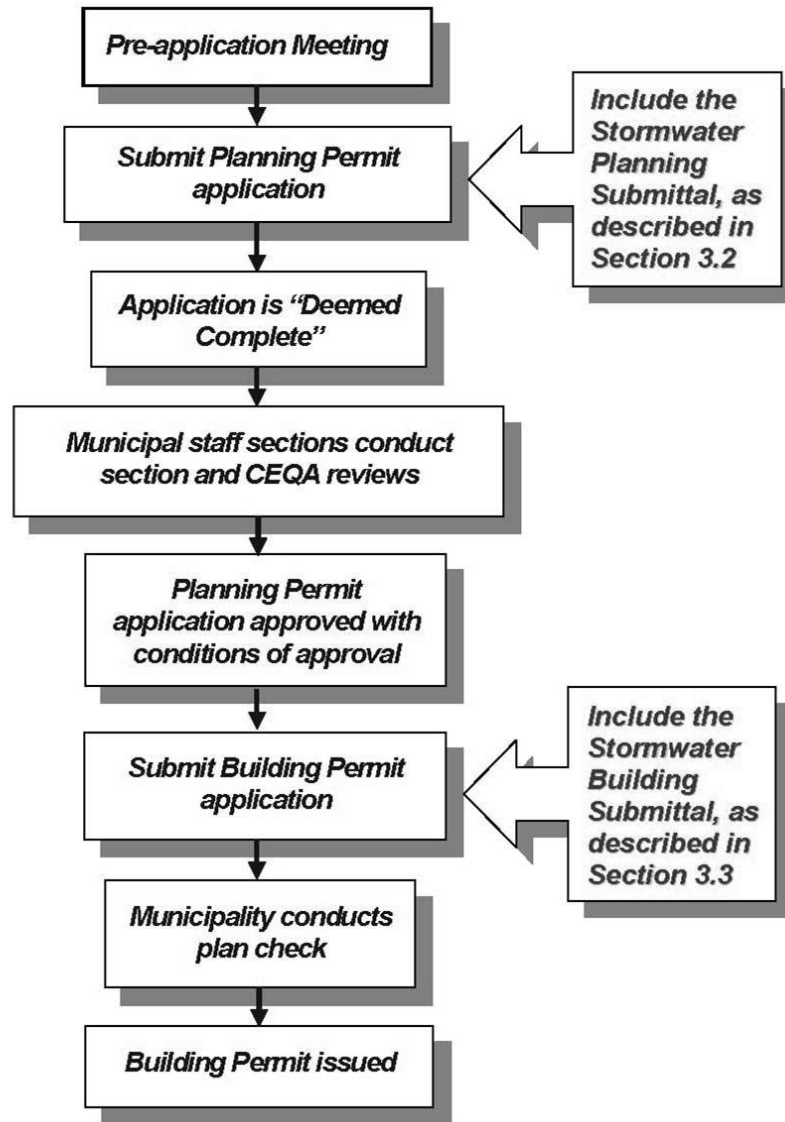 Pre-application Meeting
Submit Planning Permit
application
Include the
Stormwater
Planning
Submittal, as
described in
Section 3.2
Application is “Deemed
Complete”
Municipal staff sections conduct
section and CEQA reviews
Planning Permit
application approved with
conditions of approval
Submit Building Permit
application
Include the
Stormwater
Building
Submittal, as
described in
Section 3.3
Municipality conducts
plan check
Building Permit issued